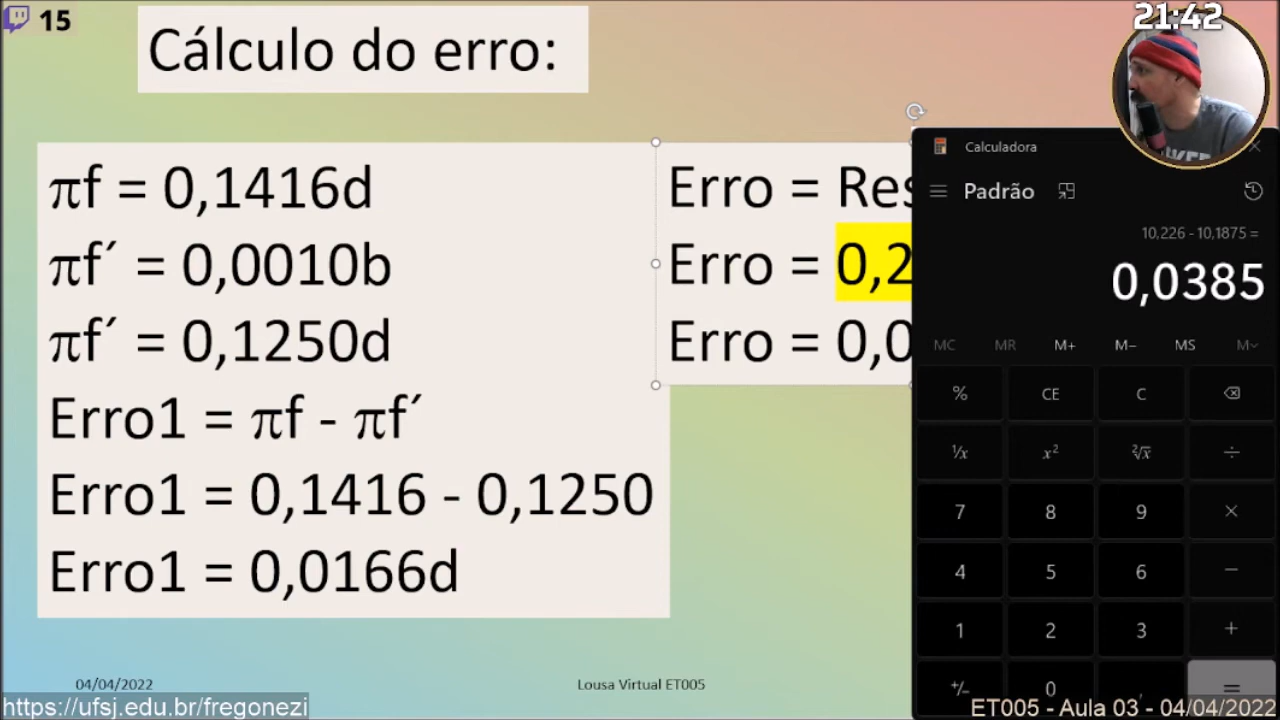 15
21:42
Cálculo do erro:
πf = 0,1416d
πf´ = 0,0010b
πf´ = 0,1250d
Erro1 = πf - πf´
Erro1 = 0,1416 - 0,1250
Erro1 = 0,0166d
Erro = Res
Erro = 0,2
Erro = 0,0
Calculadora
Padrão
10,226 - 10,1875 =
0,0385
MC MR M+ M− MS M˅
% CE C
¹/x x² ²√x ÷
7 8 9 ×
4 5 6 −
1 2 3 +
+/− 0 , =
04/04/2022
Lousa Virtual ET005
https://ufsj.edu.br/fregonezi
ET005 - Aula 03 - 04/04/2022